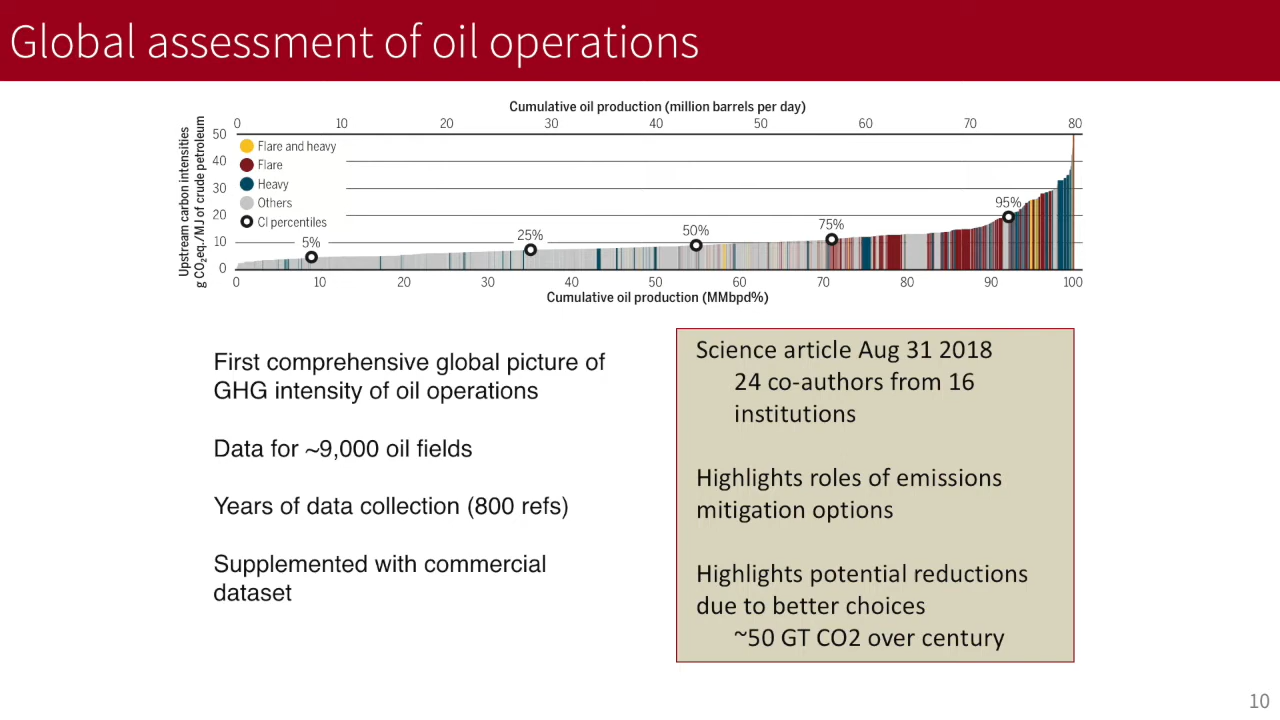 Global assessment of oil operations
Cumulative oil production (million barrels per day)
0 10 20 30 40 50 60 70 80
Upstream carbon intensities
g CO₂eq./MJ of crude petroleum
50
40
30
20
10
0
Flare and heavy
Flare
Heavy
Others
CI percentiles
5% 25% 50% 75% 95%
0 10 20 30 40 50 60 70 80 90 100
Cumulative oil production (MMbpd%)
First comprehensive global picture of
GHG intensity of oil operations
Data for ~9,000 oil fields
Years of data collection (800 refs)
Supplemented with commercial
dataset
Science article Aug 31 2018
24 co-authors from 16
institutions
Highlights roles of emissions
mitigation options
Highlights potential reductions
due to better choices
~50 GT CO2 over century
10